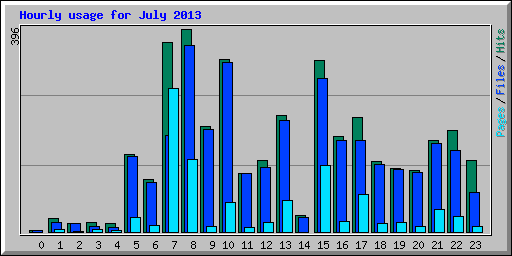 Hourly usage for July 2013
396
Pages/Files/Hits
0 1 2 3 4 5 6 7 8 9 10 11 12 13 14 15 16 17 18 19 20 21 22 23